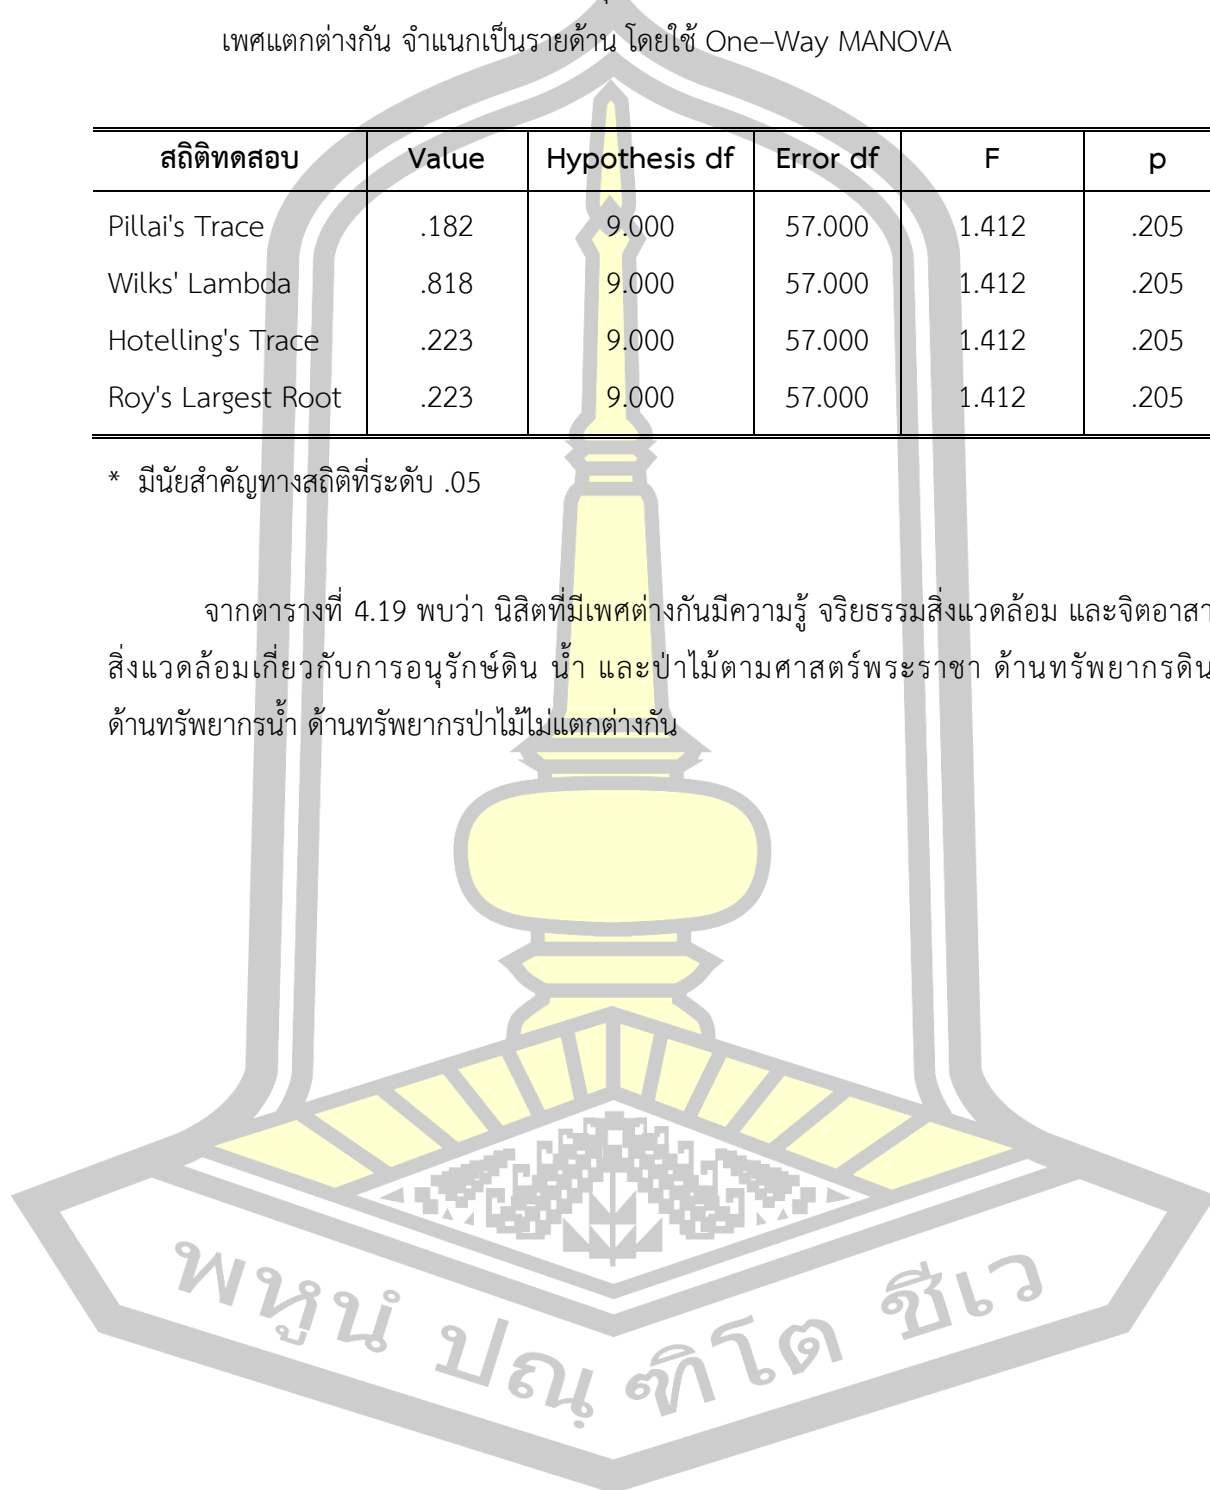 เพศแตกต่างกัน จำแนกเป็นรายด้าน โดยใช้ One–Way MANOVA
สถิติทดสอบ Value Hypothesis df Error df F p
Pillai's Trace .182 9.000 57.000 1.412 .205
Wilks' Lambda .818 9.000 57.000 1.412 .205
Hotelling's Trace .223 9.000 57.000 1.412 .205
Roy's Largest Root .223 9.000 57.000 1.412 .205
* มีนัยสำคัญทางสถิติที่ระดับ .05
จากตารางที่ 4.19 พบว่า นิสิตที่มีเพศต่างกันมีความรู้ จริยธรรมสิ่งแวดล้อม และจิตอาสา
สิ่งแวดล้อมเกี่ยวกับการอนุรักษ์ดิน น้ำ และป่าไม้ตามศาสตร์พระราชา ด้านทรัพยากรดิน
ด้านทรัพยากรน้ำ ด้านทรัพยากรป่าไม้ไม่แตกต่างกัน
พหูนํ ปณฺฑิโต ชีเว